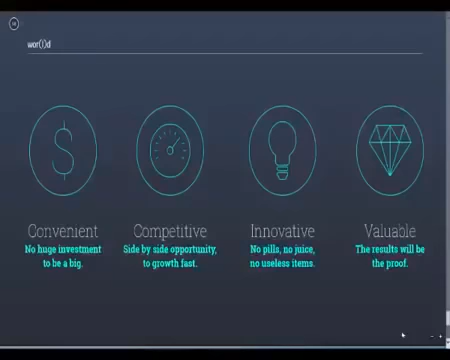 wor(l)d
Convenient Competitive Innovative Valuable
No huge investment Side by side opportunity, No pills, no juice, The results will be
to be a big. to growth fast. no useless items. the proof.